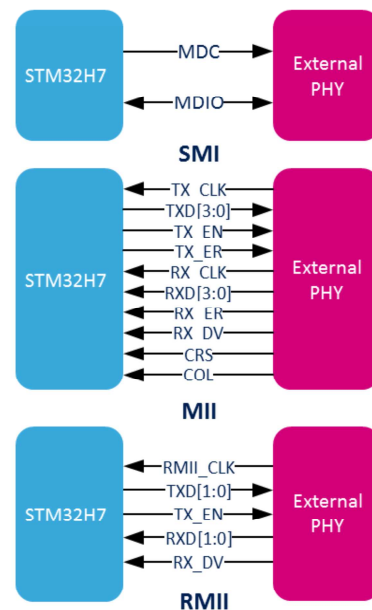 STM32H7
MDC
MDIO
External
PHY
SMI
STM32H7
TX_CLK
TXD[3:0]
TX_EN
TX_ER
RX_CLK
RXD[3:0]
RX_ER
RX_DV
CRS
COL
External
PHY
MII
STM32H7
RMII_CLK
TXD[1:0]
TX_EN
RXD[1:0]
RX_DV
External
PHY
RMII